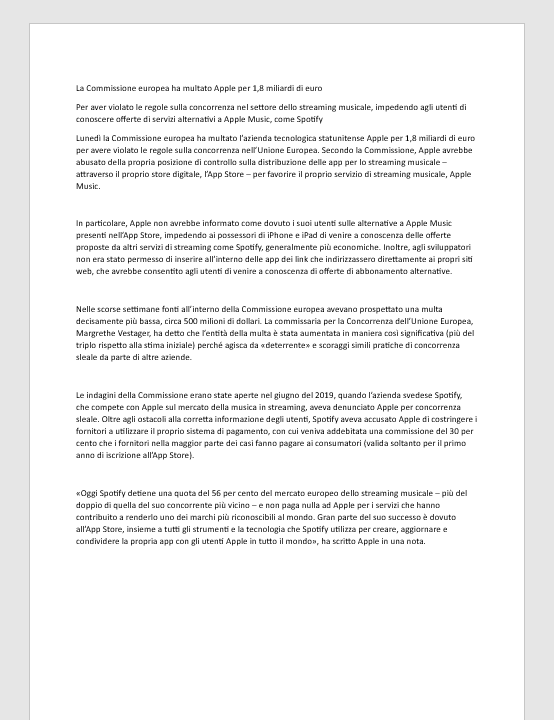 La Commissione europea ha multato Apple per 1,8 miliardi di euro
Per aver violato le regole sulla concorrenza nel settore dello streaming musicale, impedendo agli utenti di
conoscere offerte di servizi alternativi a Apple Music, come Spotify
Lunedì la Commissione europea ha multato l'azienda tecnologica statunitense Apple per 1,8 miliardi di euro
per avere violato le regole sulla concorrenza nell'Unione Europea. Secondo la Commissione, Apple avrebbe
abusato della propria posizione di controllo sulla distribuzione delle app per lo streaming musicale –
attraverso il proprio store digitale, l'App Store – per favorire il proprio servizio di streaming musicale, Apple
Music.
In particolare, Apple non avrebbe informato come dovuto i suoi utenti sulle alternative a Apple Music
presenti nell'App Store, impedendo ai possessori di iPhone e iPad di venire a conoscenza delle offerte
proposte da altri servizi di streaming come Spotify, generalmente più economiche. Inoltre, agli sviluppatori
non era stato permesso di inserire all'interno delle app dei link che indirizzassero direttamente ai propri siti
web, che avrebbe consentito agli utenti di venire a conoscenza di offerte di abbonamento alternative.
Nelle scorse settimane fonti all'interno della Commissione europea avevano prospettato una multa
decisamente più bassa, circa 500 milioni di dollari. La commissaria per la Concorrenza dell'Unione Europea,
Margrethe Vestager, ha detto che l'entità della multa è stata aumentata in maniera così significativa (più del
triplo rispetto alla stima iniziale) perché agisca da «deterrente» e scoraggi simili pratiche di concorrenza
sleale da parte di altre aziende.
Le indagini della Commissione erano state aperte nel giugno del 2019, quando l'azienda svedese Spotify,
che compete con Apple sul mercato della musica in streaming, aveva denunciato Apple per concorrenza
sleale. Oltre agli ostacoli alla corretta informazione degli utenti, Spotify aveva accusato Apple di costringere i
fornitori a utilizzare il proprio sistema di pagamento, con cui veniva addebitata una commissione del 30 per
cento che i fornitori nella maggior parte dei casi fanno pagare ai consumatori (valida soltanto per il primo
anno di iscrizione all'App Store).
«Oggi Spotify detiene una quota del 56 per cento del mercato europeo dello streaming musicale – più del
doppio di quella del suo concorrente più vicino – e non paga nulla ad Apple per i servizi che hanno
contribuito a renderlo uno dei marchi più riconoscibili al mondo. Gran parte del suo successo è dovuto
all'App Store, insieme a tutti gli strumenti e la tecnologia che Spotify utilizza per creare, aggiornare e
condividere la propria app con gli utenti Apple in tutto il mondo», ha scritto Apple in una nota.